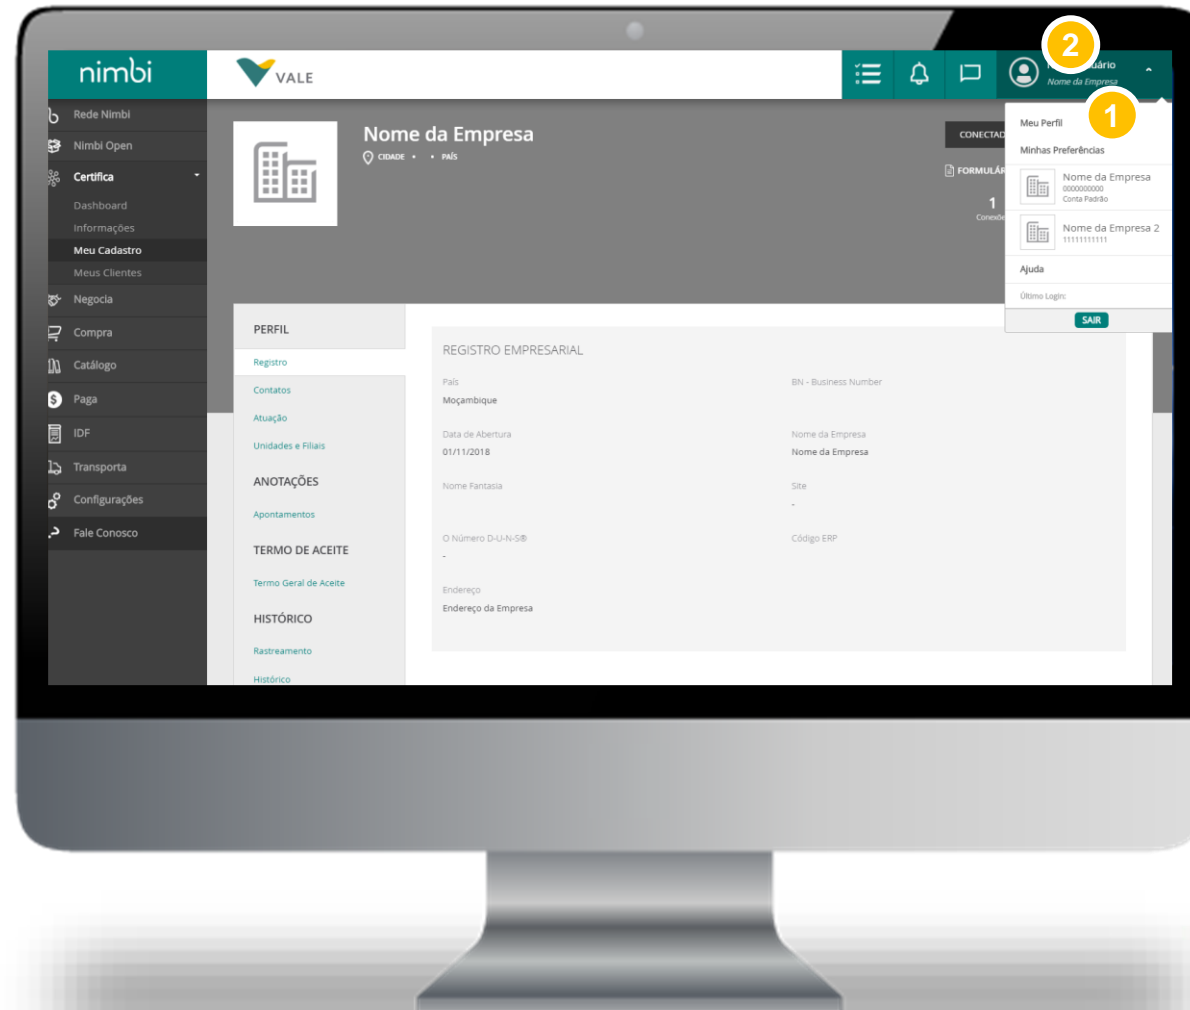 nimbi
VALE
2
uário
Nome da Empresa
1
Rede Nimbi
Nimbi Open
Certifica
Dashboard
Informações
Meu Cadastro
Meus Clientes
Negocia
Compra
Catálogo
Paga
IDF
Transporta
Configurações
Fale Conosco
Nome da Empresa
CIDADE • • PAÍS
CONECTAD
FORMULÁR
1
Conexõe
Meu Perfil
Minhas Preferências
Nome da Empresa
0000000000
Conta Padrão
Nome da Empresa 2
11111111111
Ajuda
Último Login:
SAIR
PERFIL
Registro
Contatos
Atuação
Unidades e Filiais
ANOTAÇÕES
Apontamentos
TERMO DE ACEITE
Termo Geral de Aceite
HISTÓRICO
Rastreamento
Histórico
REGISTRO EMPRESARIAL
País
Moçambique
BN - Business Number
Data de Abertura
01/11/2018
Nome da Empresa
Nome da Empresa
Nome Fantasia
Site
-
O Número D-U-N-S®
-
Código ERP
Endereço
Endereço da Empresa